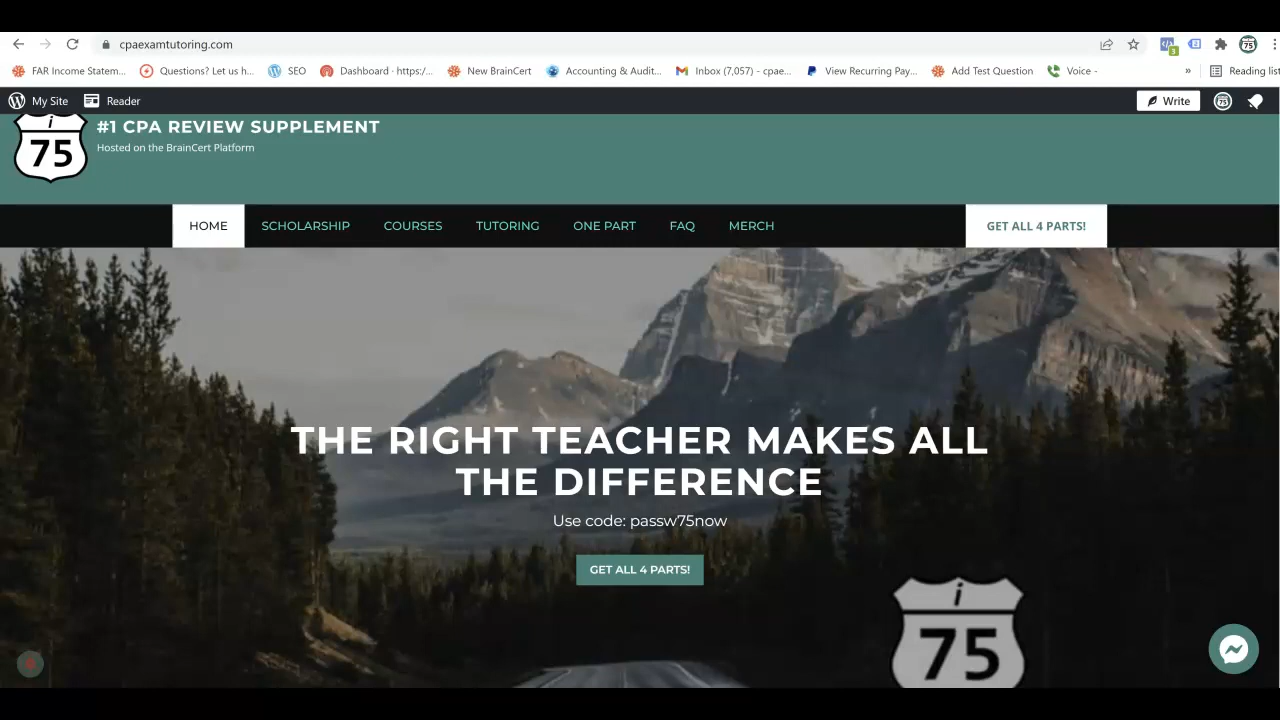 cpaexamtutoring.com
FAR Income Statem... Questions? Let us h... SEO Dashboard · https:/... New BrainCert Accounting & Audit... Inbox (7,057) - cpae... View Recurring Pay... Add Test Question Voice - » Reading list
My Site Reader Write
#1 CPA REVIEW SUPPLEMENT
Hosted on the BrainCert Platform
i
75
HOME SCHOLARSHIP COURSES TUTORING ONE PART FAQ MERCH GET ALL 4 PARTS!
THE RIGHT TEACHER MAKES ALL
THE DIFFERENCE
Use code: passw75now
GET ALL 4 PARTS!
i
75